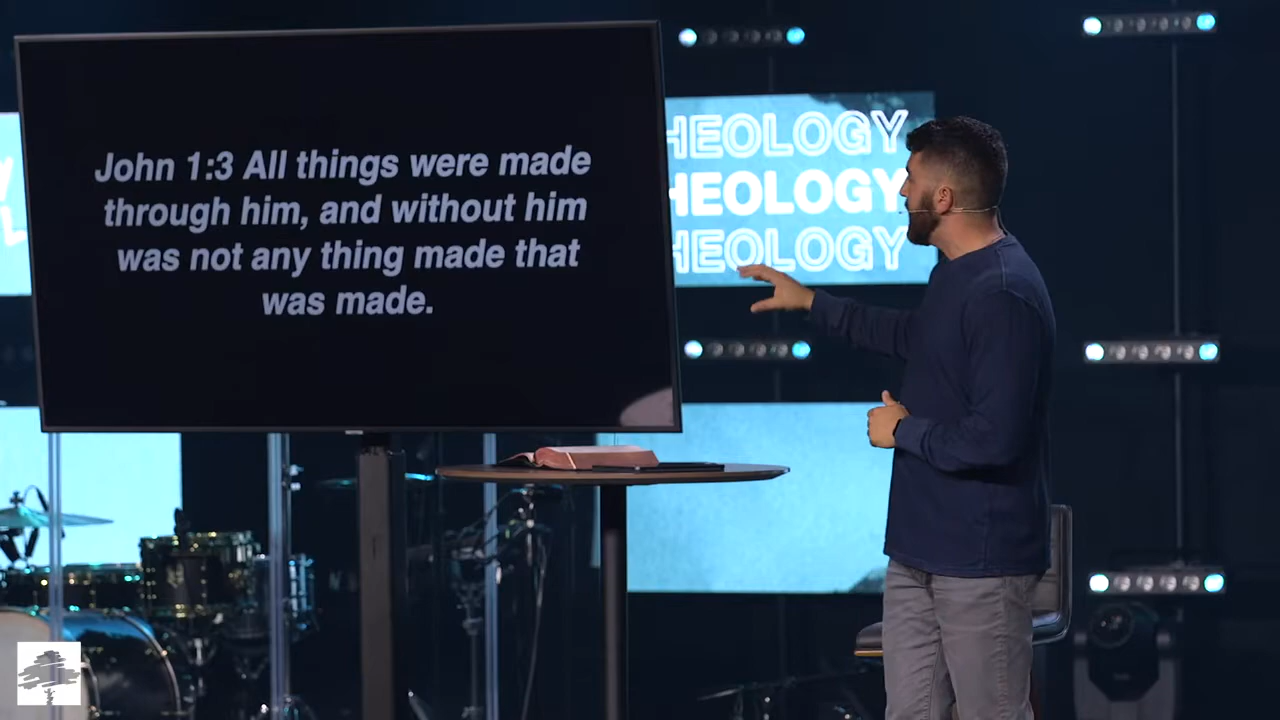 John 1:3 All things were made
through him, and without him
was not any thing made that
was made.
HEOLOGY
HEOLOGY
HEOLOGY